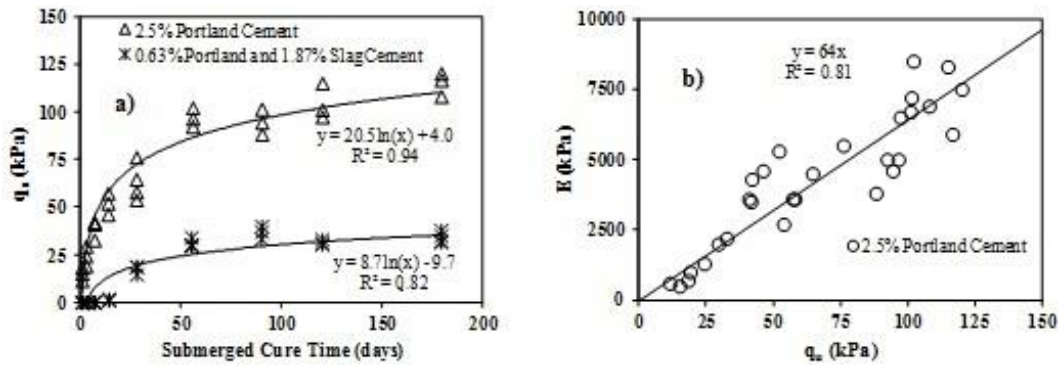 150
125
100
75
50
25
0
q_u (kPa)
△ 2.5% Portland Cement
0.63% Portland and 1.87% Slag Cement
a)
y = 20.5ln(x) + 4.0
R² = 0.94
y = 8.7ln(x) - 9.7
R² = 0.82
0 50 100 150 200
Submerged Cure Time (days)
10000
7500
5000
2500
0
E (kPa)
y = 64x
R² = 0.81
b)
2.5% Portland Cement
0 25 50 75 100 125 150
q_u (kPa)